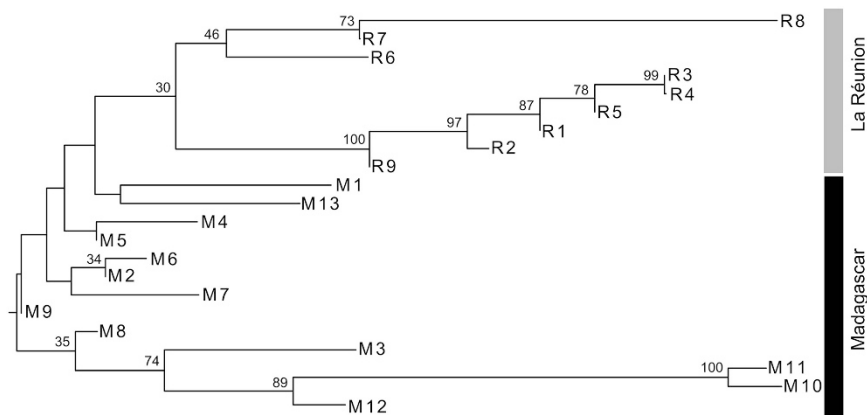 73
R8
46
R7
R6
99
R3
30
78
R4
87
R5
97
R1
100
R2
R9
M1
M13
M4
M5
34
M6
M2
M7
M9
M8
35
M3
74
100
M11
89
M10
M12
La Réunion
Madagascar